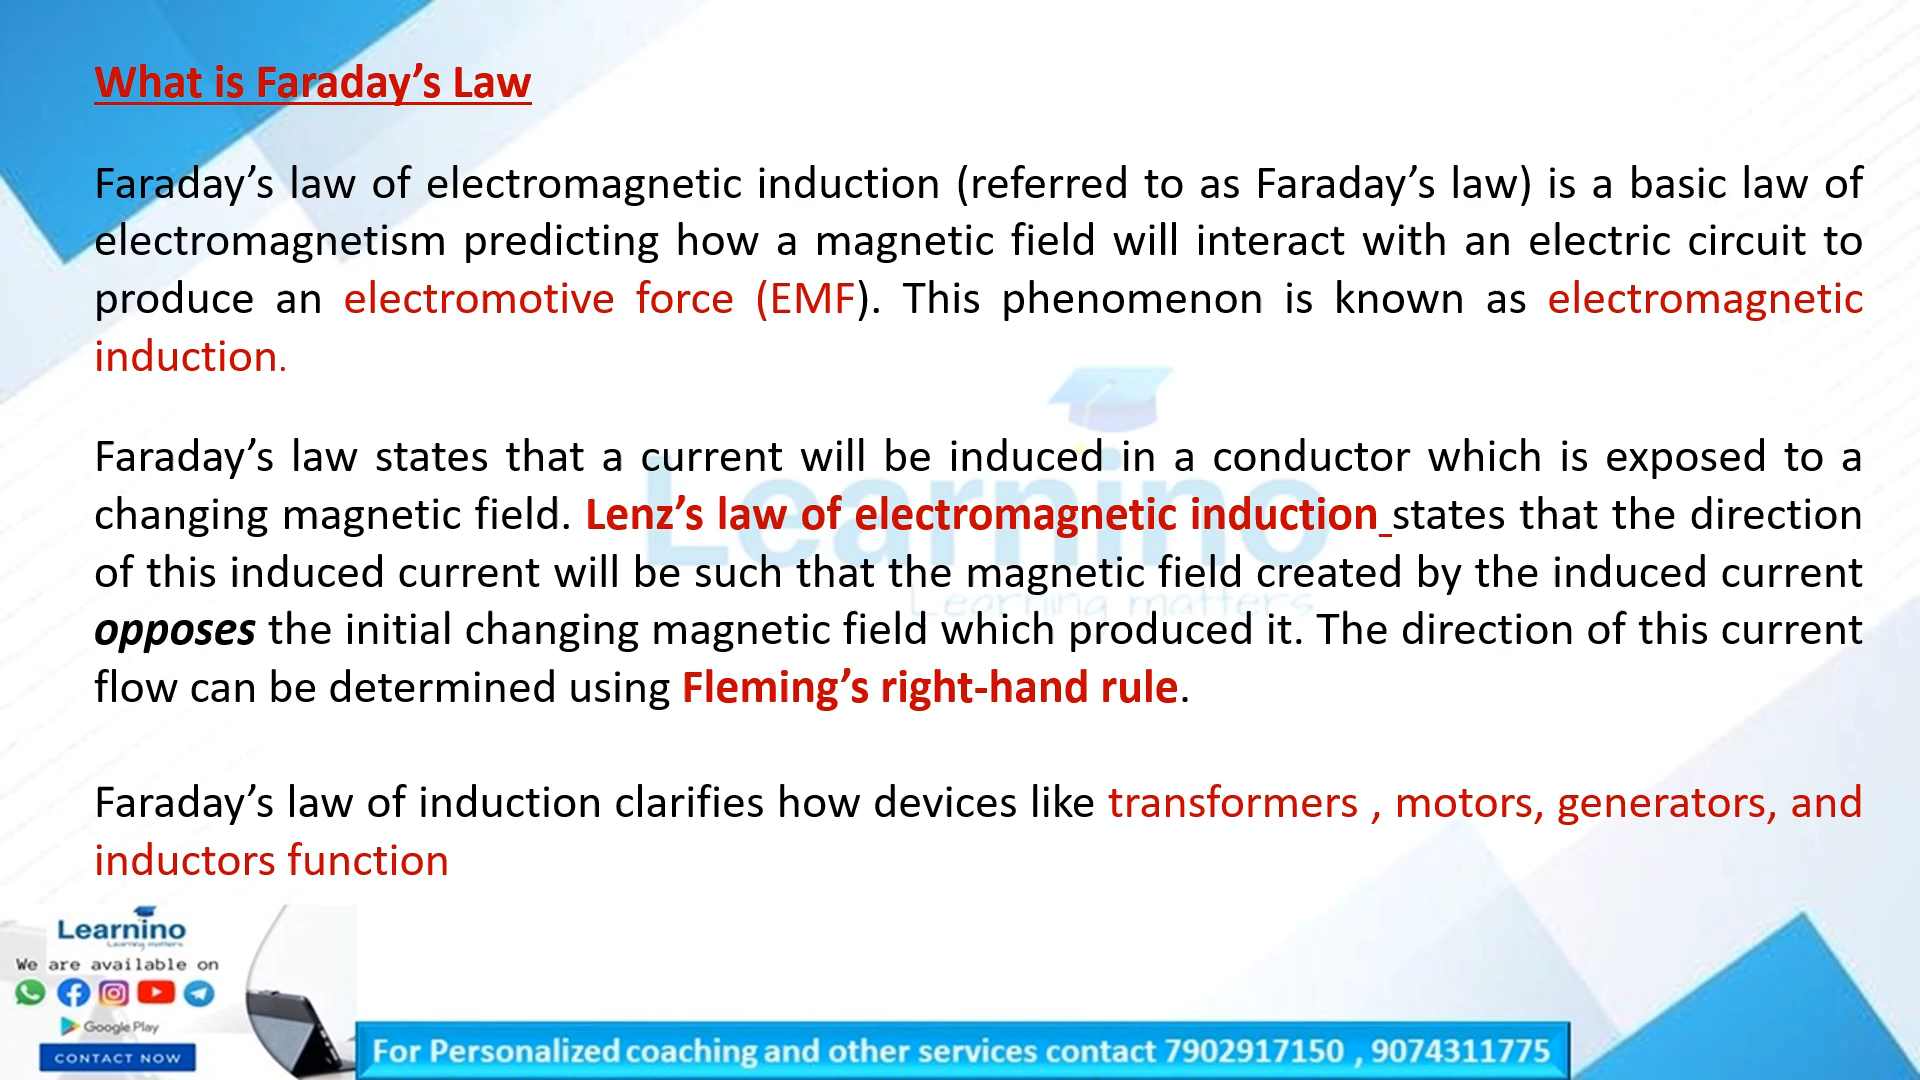 What is Faraday’s Law
Faraday’s law of electromagnetic induction (referred to as Faraday’s law) is a basic law of
electromagnetism predicting how a magnetic field will interact with an electric circuit to
produce an electromotive force (EMF). This phenomenon is known as electromagnetic
induction.
Faraday’s law states that a current will be induced in a conductor which is exposed to a
changing magnetic field. Lenz’s law of electromagnetic induction states that the direction
of this induced current will be such that the magnetic field created by the induced current
opposes the initial changing magnetic field which produced it. The direction of this current
flow can be determined using Fleming’s right-hand rule.
Faraday’s law of induction clarifies how devices like transformers , motors, generators, and
inductors function
Learnino
Learning matters
Learnino
Learning matters
We are available on
Google Play
CONTACT NOW
For Personalized coaching and other services contact 7902917150 , 9074311775